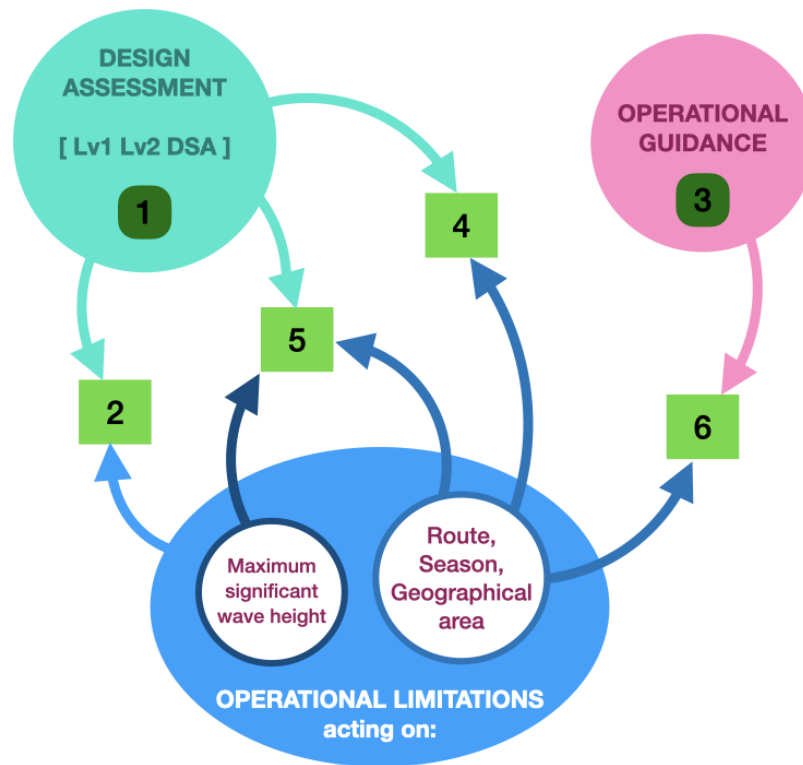 DESIGN
ASSESSMENT
[ Lv1 Lv2 DSA ]
1
OPERATIONAL
GUIDANCE
3
4
5
2
6
Maximum
significant
wave height
Route,
Season,
Geographical
area
OPERATIONAL LIMITATIONS
acting on: